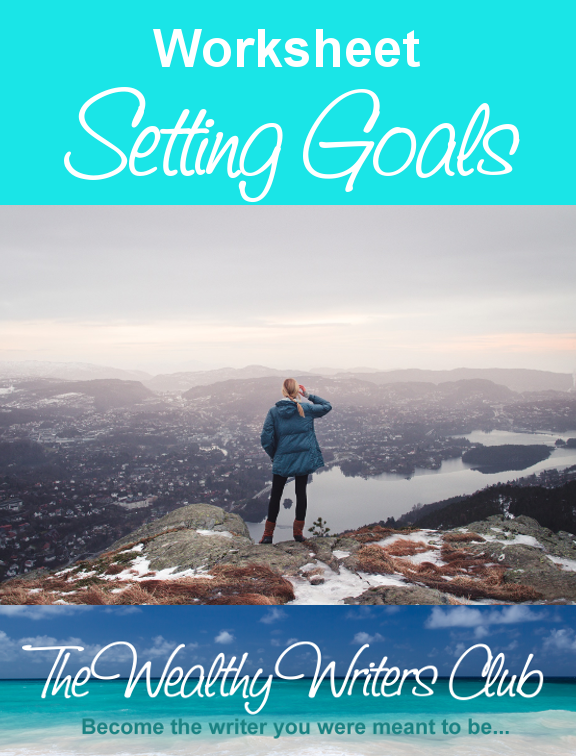 Worksheet
Setting Goals
The Wealthy Writers Club
Become the writer you were meant to be...